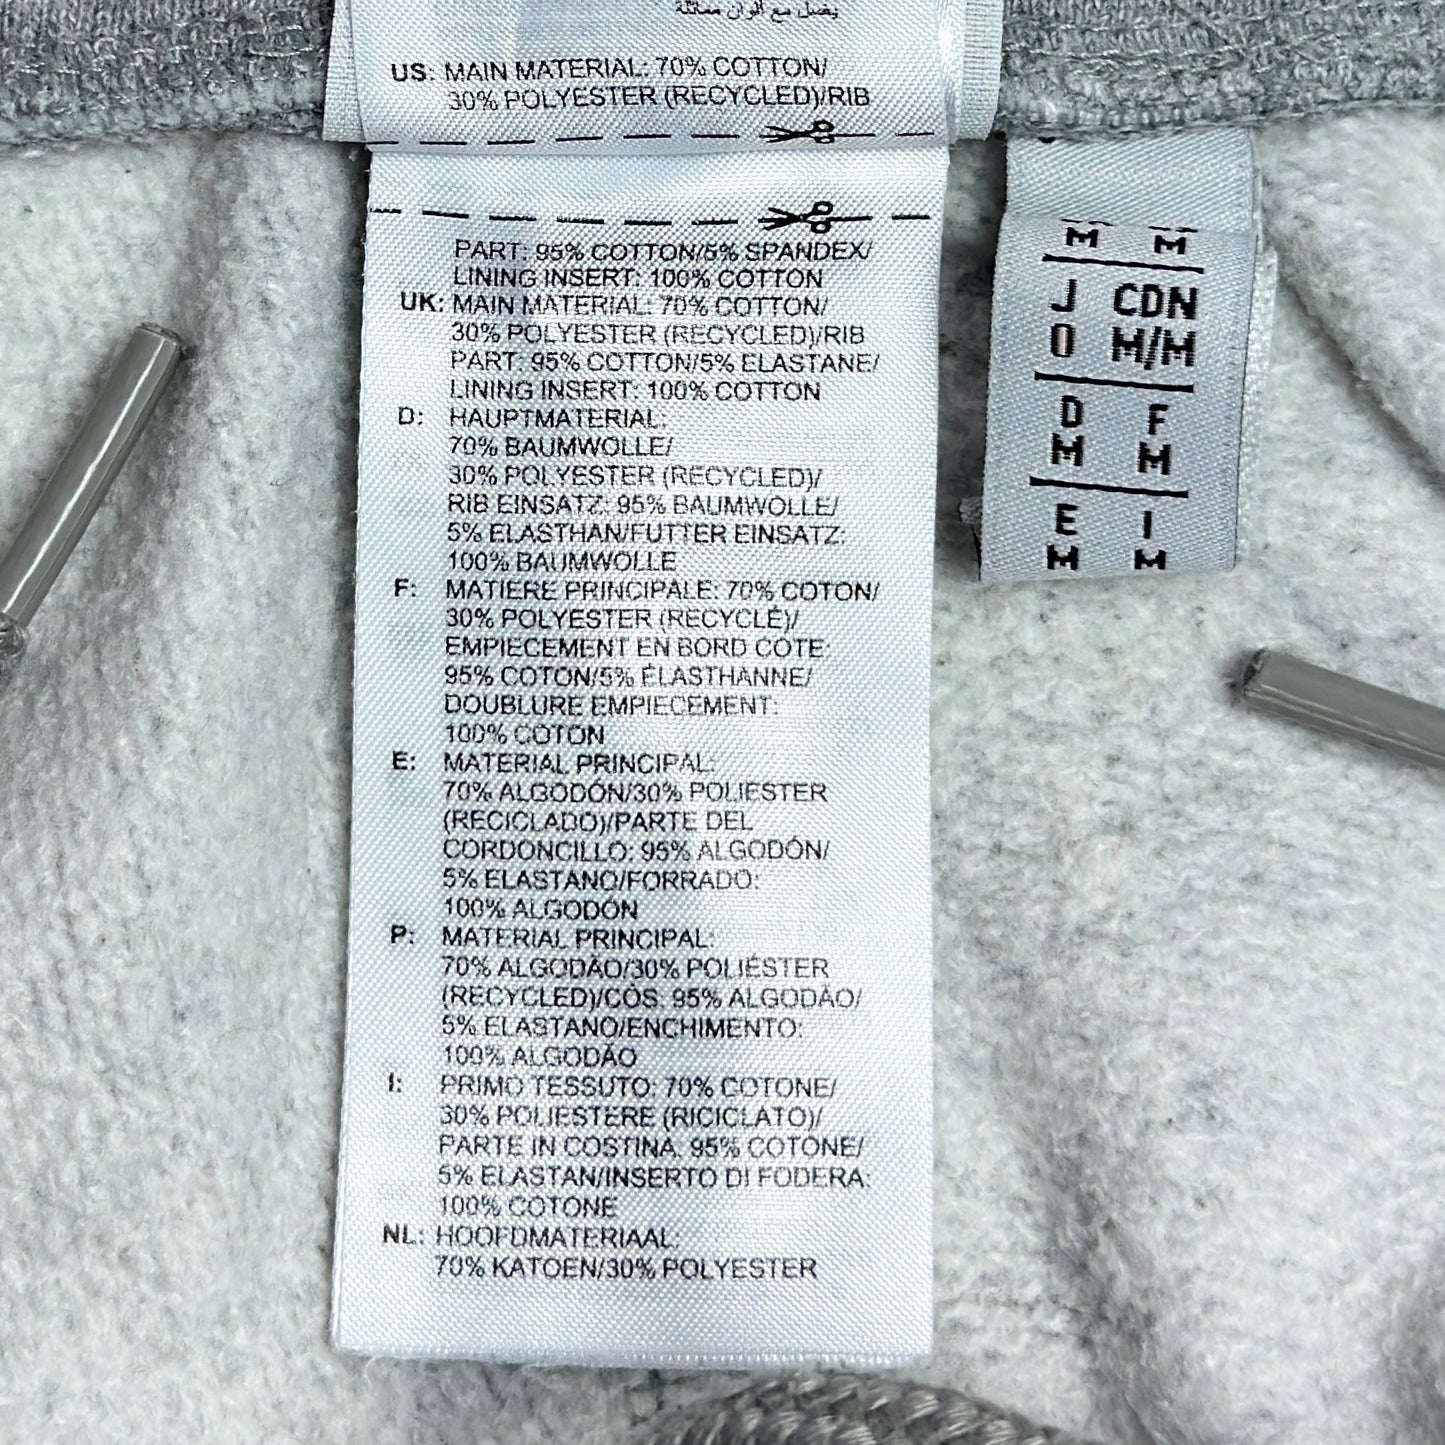 يغسل مع ألوان مماثلة
US: MAIN MATERIAL: 70% COTTON/
30% POLYESTER (RECYCLED)/RIB
PART: 95% COTTON/5% SPANDEX/
LINING INSERT: 100% COTTON
UK: MAIN MATERIAL: 70% COTTON/
30% POLYESTER (RECYCLED)/RIB
PART: 95% COTTON/5% ELASTANE/
LINING INSERT: 100% COTTON
D: HAUPTMATERIAL:
70% BAUMWOLLE/
30% POLYESTER (RECYCLED)/
RIB EINSATZ: 95% BAUMWOLLE/
5% ELASTHAN/FUTTER EINSATZ:
100% BAUMWOLLE
F: MATIERE PRINCIPALE: 70% COTON/
30% POLYESTER (RECYCLÉ)/
EMPIECEMENT EN BORD COTE:
95% COTON/5% ÉLASTHANNE/
DOUBLURE EMPIECEMENT:
100% COTON
E: MATERIAL PRINCIPAL:
70% ALGODÓN/30% POLIESTER
(RECICLADO)/PARTE DEL
CORDONCILLO: 95% ALGODÓN/
5% ELASTANO/FORRADO:
100% ALGODÓN
P: MATERIAL PRINCIPAL:
70% ALGODÃO/30% POLIÉSTER
(RECYCLED)/CÓS: 95% ALGODÃO/
5% ELASTANO/ENCHIMENTO:
100% ALGODÃO
I: PRIMO TESSUTO: 70% COTONE/
30% POLIESTERE (RICICLATO)/
PARTE IN COSTINA: 95% COTONE/
5% ELASTAN/INSERTO DI FODERA:
100% COTONE
NL: HOOFDMATERIAAL:
70% KATOEN/30% POLYESTER
M M
J CDN
O M/M
D F
M M
E I
M M